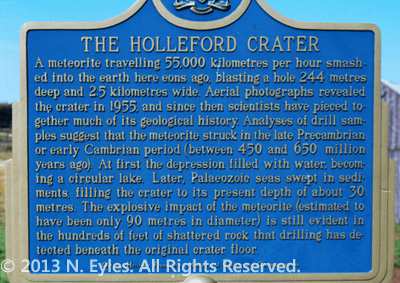 THE HOLLEFORD CRATER
A meteorite travelling 55,000 kilometres per hour smash-
ed into the earth here eons ago, blasting a hole 244 metres
deep and 2.5 kilometres wide. Aerial photographs revealed
the crater in 1955, and since then scientists have pieced to-
gether much of its geological history. Analyses of drill sam-
ples suggest that the meteorite struck in the late Precambrian
or early Cambrian period (between 450 and 650 million
years ago). At first the depression filled with water, becom-
ing a circular lake. Later, Palaeozoic seas swept in sedi-
ments, filling the crater to its present depth of about 30
metres. The explosive impact of the meteorite (estimated to
have been only 90 metres in diameter) is still evident in
the hundreds of feet of shattered rock that drilling has de-
tected beneath the original crater floor.
© 2013 N. Eyles. All Rights Reserved.